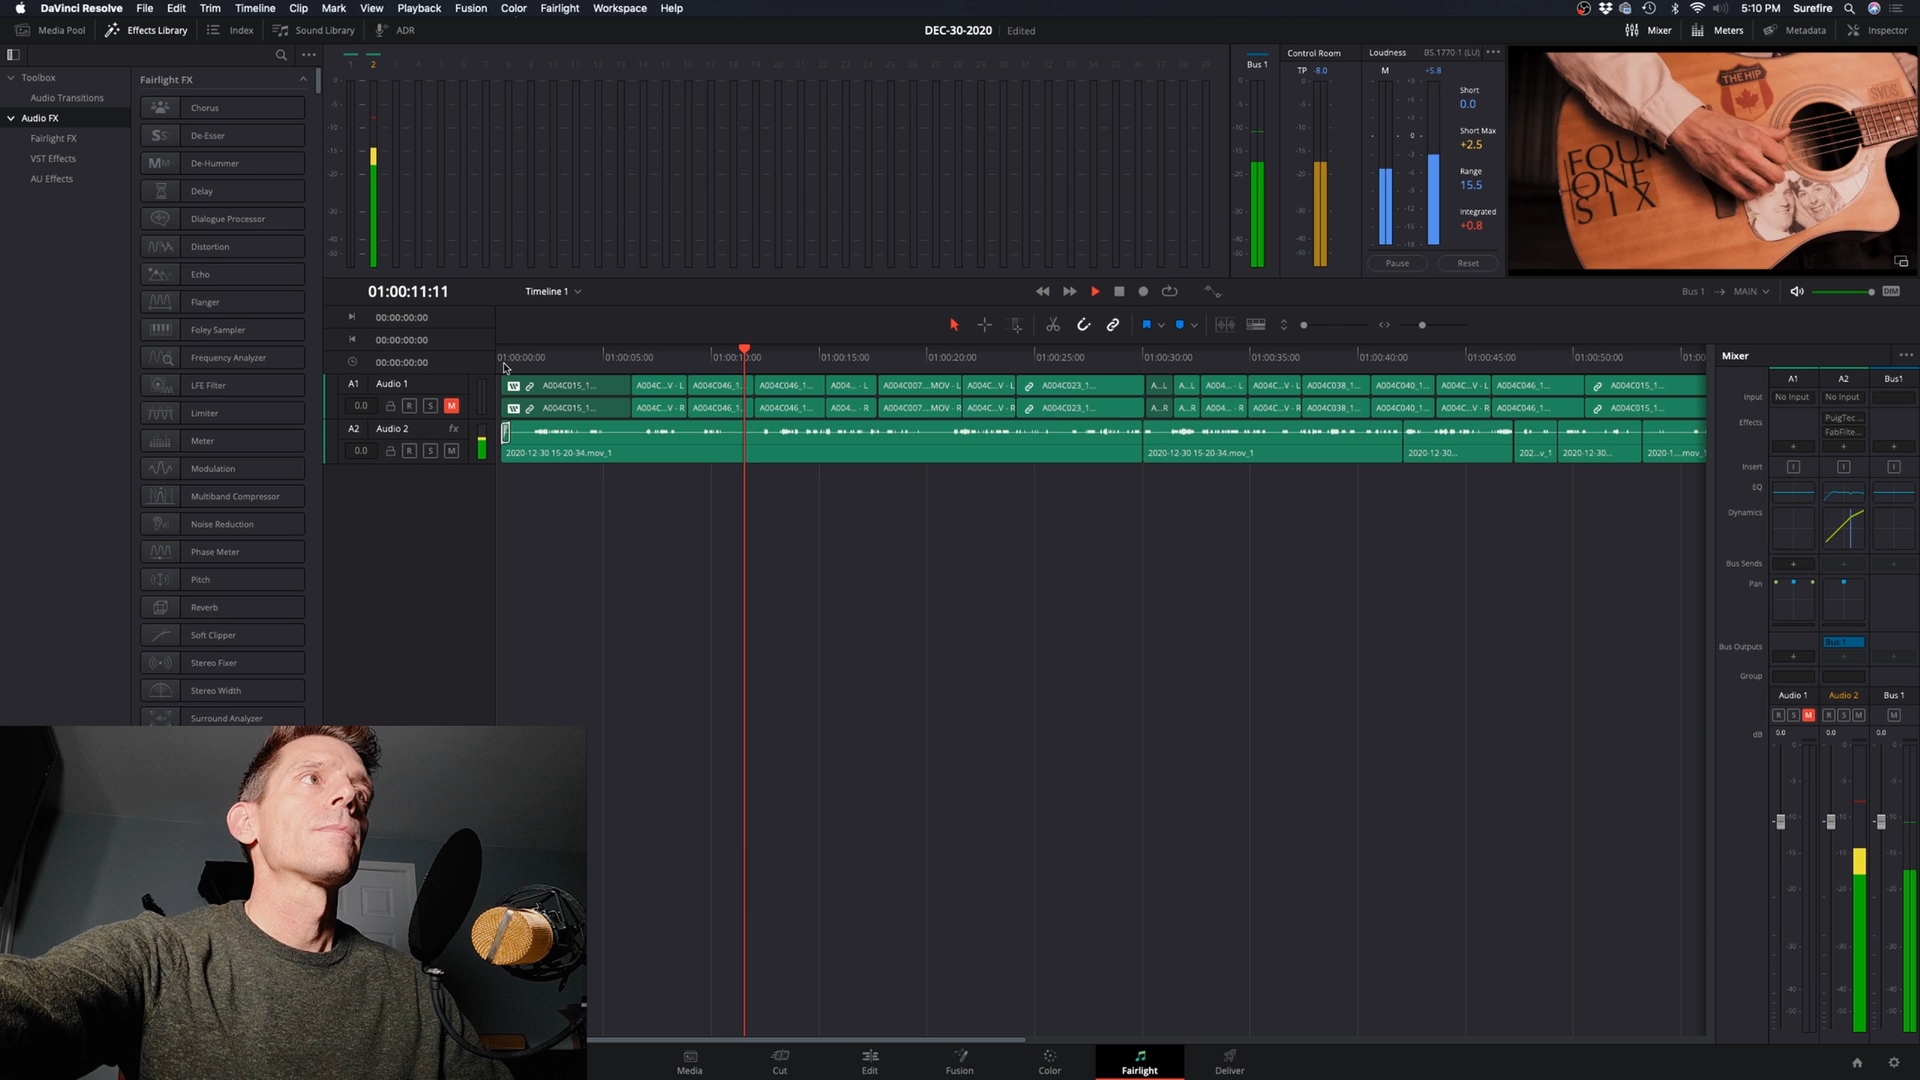 DaVinci Resolve File Edit Trim Timeline Clip Mark View Playback Fusion Color Fairlight Workspace Help
5:10 PM Surefire
Media Pool Effects Library Index Sound Library ADR
DEC-30-2020 Edited
Mixer Meters Metadata Inspector
Toolbox
Audio Transitions
Audio FX
Fairlight FX
VST Effects
AU Effects
Fairlight FX
Chorus
De-Esser
De-Hummer
Delay
Dialogue Processor
Distortion
Echo
Flanger
Foley Sampler
Frequency Analyzer
LFE Filter
Limiter
Meter
Modulation
Multiband Compressor
Noise Reduction
Phase Meter
Pitch
Reverb
Soft Clipper
Stereo Fixer
Stereo Width
Surround Analyzer
Bus 1
Control Room
TP -8.0
Loudness BS.1770-1 (LU)
M +5.8
Short
0.0
Short Max
+2.5
Range
15.5
Integrated
+0.8
Pause Reset
THE HIP
SVDS
FOUR
ONE
SIX
01:00:11:11
Timeline 1
Bus 1 MAIN DIM
00:00:00:00
00:00:00:00
00:00:00:00
01:00:00:00 01:00:05:00 01:00:10:00 01:00:15:00 01:00:20:00 01:00:25:00 01:00:30:00 01:00:35:00 01:00:40:00 01:00:45:00 01:00:50:00
A1 Audio 1
0.0 R S M
A004C015_1... A004C...V - L A004C046_1... A004C046_1... A004... - L A004C007....MOV - L A004C...V - L A004C023_1... A...L A...L A004... - L A004C...V - L A004C038_1... A004C040_1... A004C...V - L A004C046_1... A004C015_1...
A004C015_1... A004C...V - R A004C046_1... A004C046_1... A004... - R A004C007....MOV - R A004C...V - R A004C023_1... A...R A...R A004... - R A004C...V - R A004C038_1... A004C040_1... A004C...V - R A004C046_1... A004C015_1...
A2 Audio 2 fx
0.0 R S M
2020-12-30 15-20-34.mov_1 2020-12-30 15-20-34.mov_1 2020-12-30... 202...v_1 2020-12-30... 2020-1....mov_1
Mixer
A1 A2 Bus1
Input No Input No Input
Effects PuigTec ...
FabFilte...
Insert
EQ
Dynamics
Bus Sends
Pan
Bus Outputs Bus 1
Group
Audio 1 Audio 2 Bus 1
R S M R S M M
dB 0.0 0.0 0.0
Media Cut Edit Fusion Color Fairlight Deliver